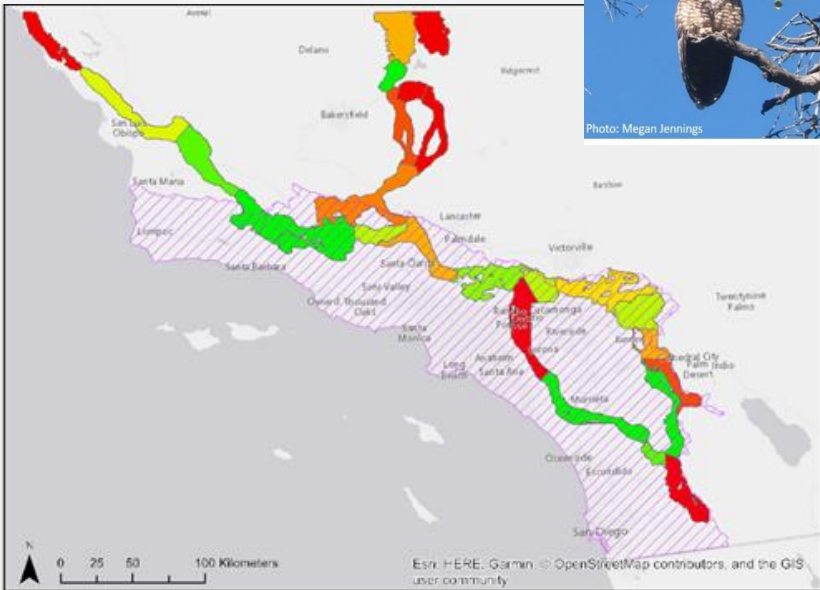 Photo: Megan Jennings
Delano
Ridgecrest
Bakersfield
San Luis
Obispo
Santa Maria
Barstow
Lancaster
Palmdale
Lompoc
Victorville
Santa Barbara
Santa Clarita
Simi Valley
Twentynine
Palms
Oxnard Thousand
Oaks
Rancho Cucamonga
Ontario
Santa
Monica
Riverside
Corona
Cathedral City
Palm Indio
Desert
Long
Beach
Anaheim
Santa Ana
Murrieta
Oceanside
Escondido
San Diego
N
0 25 50 100 Kilometers
Esri, HERE, Garmin, © OpenStreetMap contributors, and the GIS
user community